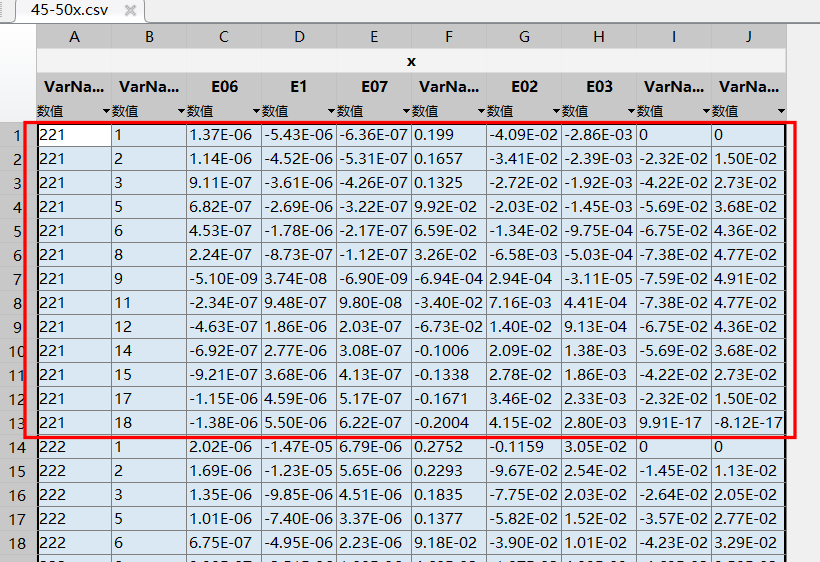 45-50x.csv
A B C D E F G H I J
x
VarNa... VarNa... E06 E1 E07 VarNa... E02 E03 VarNa... VarNa...
数值 数值 数值 数值 数值 数值 数值 数值 数值 数值
1 221 1 1.37E-06 -5.43E-06 -6.36E-07 0.199 -4.09E-02 -2.86E-03 0 0
2 221 2 1.14E-06 -4.52E-06 -5.31E-07 0.1657 -3.41E-02 -2.39E-03 -2.32E-02 1.50E-02
3 221 3 9.11E-07 -3.61E-06 -4.26E-07 0.1325 -2.72E-02 -1.92E-03 -4.22E-02 2.73E-02
4 221 5 6.82E-07 -2.69E-06 -3.22E-07 9.92E-02 -2.03E-02 -1.45E-03 -5.69E-02 3.68E-02
5 221 6 4.53E-07 -1.78E-06 -2.17E-07 6.59E-02 -1.34E-02 -9.75E-04 -6.75E-02 4.36E-02
6 221 8 2.24E-07 -8.73E-07 -1.12E-07 3.26E-02 -6.58E-03 -5.03E-04 -7.38E-02 4.77E-02
7 221 9 -5.10E-09 3.74E-08 -6.90E-09 -6.94E-04 2.94E-04 -3.11E-05 -7.59E-02 4.91E-02
8 221 11 -2.34E-07 9.48E-07 9.80E-08 -3.40E-02 7.16E-03 4.41E-04 -7.38E-02 4.77E-02
9 221 12 -4.63E-07 1.86E-06 2.03E-07 -6.73E-02 1.40E-02 9.13E-04 -6.75E-02 4.36E-02
10 221 14 -6.92E-07 2.77E-06 3.08E-07 -0.1006 2.09E-02 1.38E-03 -5.69E-02 3.68E-02
11 221 15 -9.21E-07 3.68E-06 4.13E-07 -0.1338 2.78E-02 1.86E-03 -4.22E-02 2.73E-02
12 221 17 -1.15E-06 4.59E-06 5.17E-07 -0.1671 3.46E-02 2.33E-03 -2.32E-02 1.50E-02
13 221 18 -1.38E-06 5.50E-06 6.22E-07 -0.2004 4.15E-02 2.80E-03 9.91E-17 -8.12E-17
14 222 1 2.02E-06 -1.47E-05 6.79E-06 0.2752 -0.1159 3.05E-02 0 0
15 222 2 1.69E-06 -1.23E-05 5.65E-06 0.2293 -9.67E-02 2.54E-02 -1.45E-02 1.13E-02
16 222 3 1.35E-06 -9.85E-06 4.51E-06 0.1835 -7.75E-02 2.03E-02 -2.64E-02 2.05E-02
17 222 5 1.01E-06 -7.40E-06 3.37E-06 0.1377 -5.82E-02 1.52E-02 -3.57E-02 2.77E-02
18 222 6 6.75E-07 -4.95E-06 2.23E-06 9.18E-02 -3.90E-02 1.01E-02 -4.23E-02 3.29E-02